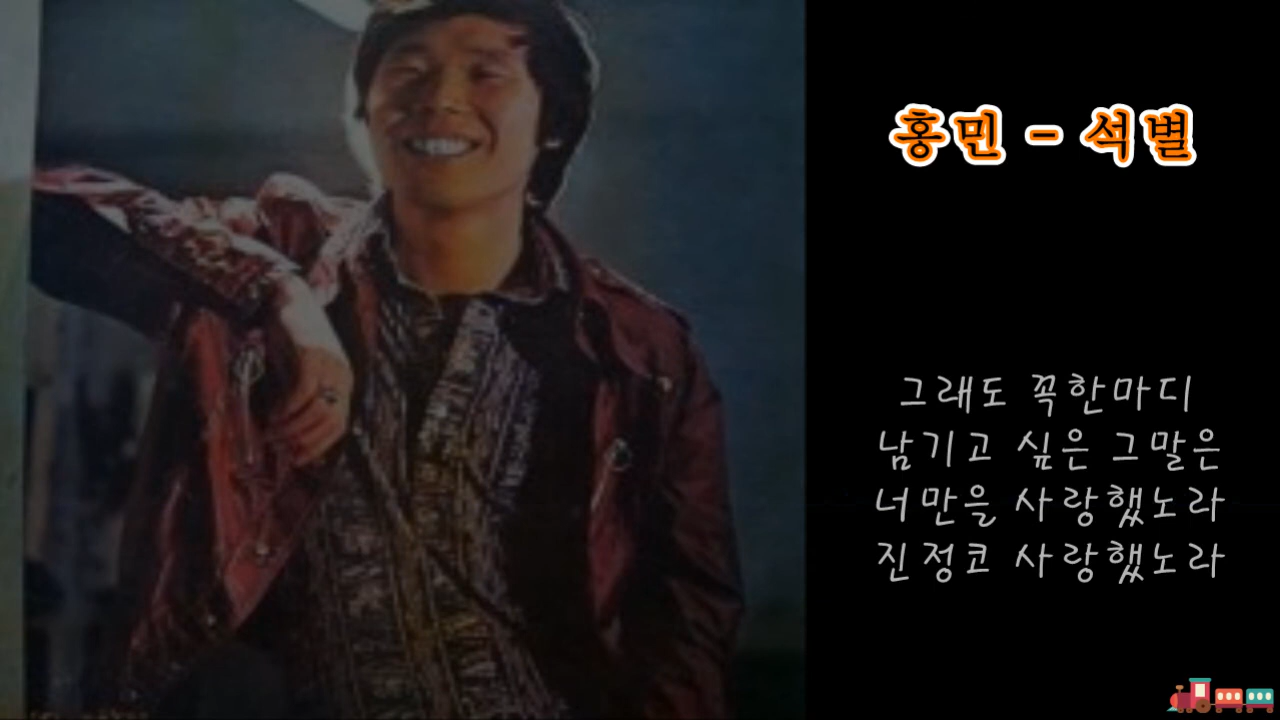 홍민 - 석별
그래도 꼭한마디
남기고 싶은 그말은
너만을 사랑했노라
진정코 사랑했노라